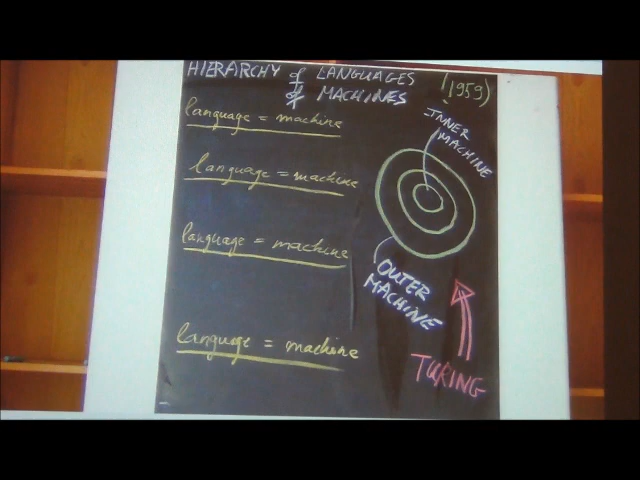 HIERARCHY of LANGUAGES (1959)
of MACHINES
language = machine
INNER
MACHINE
language = machine
language = machine
OUTER
MACHINE
language = machine
TURING